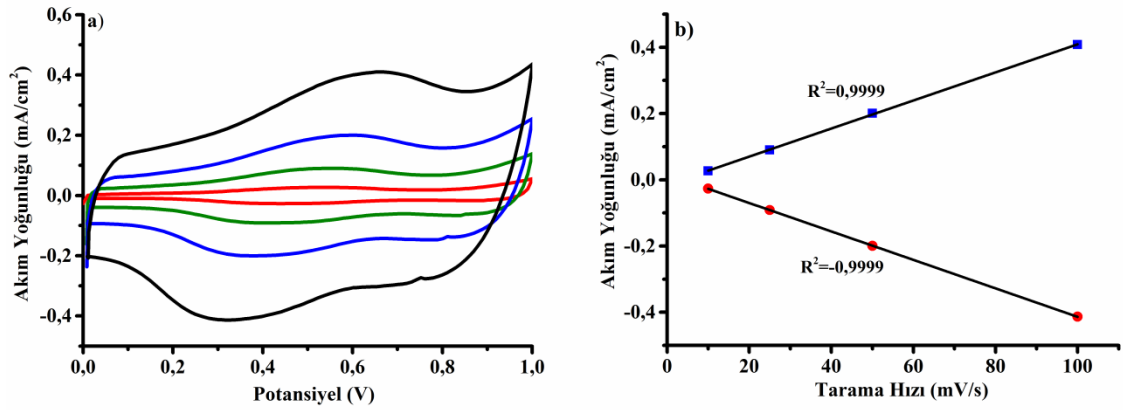 a)
Akım Yoğunluğu (mA/cm²)
0,6
0,4
0,2
0,0
-0,2
-0,4
0,0 0,2 0,4 0,6 0,8 1,0
Potansiyel (V)
b)
Akım Yoğunluğu (mA/cm²)
0,4
0,2
0,0
-0,2
-0,4
R²=0,9999
R²=-0,9999
0 20 40 60 80 100
Tarama Hızı (mV/s)